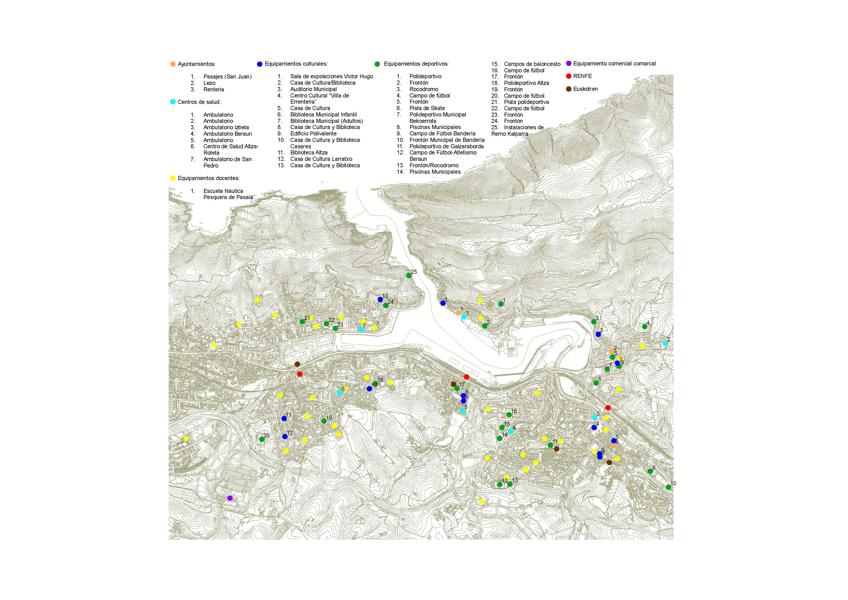 Ayuntamientos:
1. Pasajes (San Juan)
2. Lezo
3. Renteria
Centros de salud:
1. Ambulatorio
2. Ambulatorio
3. Ambulatorio Iztieta
4. Ambulatorio Beraun
5. Ambulatorio
6. Centro de Salud Altza-
Roteta
7. Ambulatorio de San
Pedro
Equipamientos docentes:
1. Escuela Náutica
Pesquera de Pasaia
Equipamientos culturales:
1. Sala de exposiciones Victor Hugo
2. Casa de Cultura/Biblioteca
3. Auditorio Municipal
4. Centro Cultural "Villa de
Errenteria"
5. Casa de Cultura
6. Biblioteca Municipal Infantil
7. Biblioteca Municipal (Adultos)
8. Casa de Cultura y Biblioteca
9. Edificio Polivalente
10. Casa de Cultura y Biblioteca
Casares
11. Biblioteca Altza
12. Casa de Cultura Larratxo
13. Casa de Cultura y Biblioteca
Equipamientos deportivos:
1. Polideportivo
2. Frontón
3. Rocodromo
4. Campo de fútbol
5. Frontón
6. Pista de Skate
7. Polideportivo Municipal
Bekoerrota
8. Piscinas Municipales
9. Campo de Fútbol Bandería
10. Frontón Municipal de Bandería
11. Polideportivo de Galzaraborda
12. Campo de Fútbol-Atletismo
Beraun
13. Frontón/Rocodromo
14. Piscinas Municipales
15. Campos de baloncesto
16. Campo de fútbol
17. Frontón
18. Polideportivo Altza
19. Frontón
20. Campo de fútbol
21. Pista polideportiva
22. Campo de fútbol
23. Frontón
24. Frontón
25. Instalaciones de
Remo Kalparra
Equipamiento comercial comarcal
RENFE
Euskotren
25
13
24
21
22
23
1
1
1
2
3
4
2
18
17
16
15
14
19
11
12
20
11
12
13